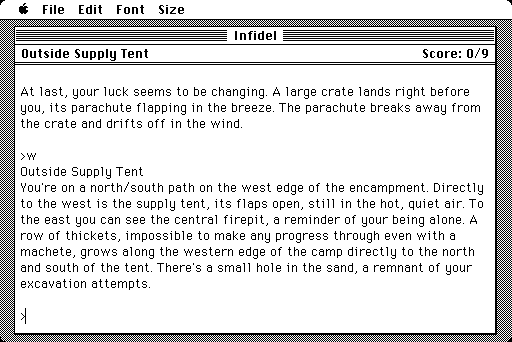 File Edit Font Size
Infidel
Outside Supply Tent Score: 0/9
At last, your luck seems to be changing. A large crate lands right before
you, its parachute flapping in the breeze. The parachute breaks away from
the crate and drifts off in the wind.
>w
Outside Supply Tent
You're on a north/south path on the west edge of the encampment. Directly
to the west is the supply tent, its flaps open, still in the hot, quiet air. To
the east you can see the central firepit, a reminder of your being alone. A
row of thickets, impossible to make any progress through even with a
machete, grows along the western edge of the camp directly to the north
and south of the tent. There's a small hole in the sand, a remnant of your
excavation attempts.
>